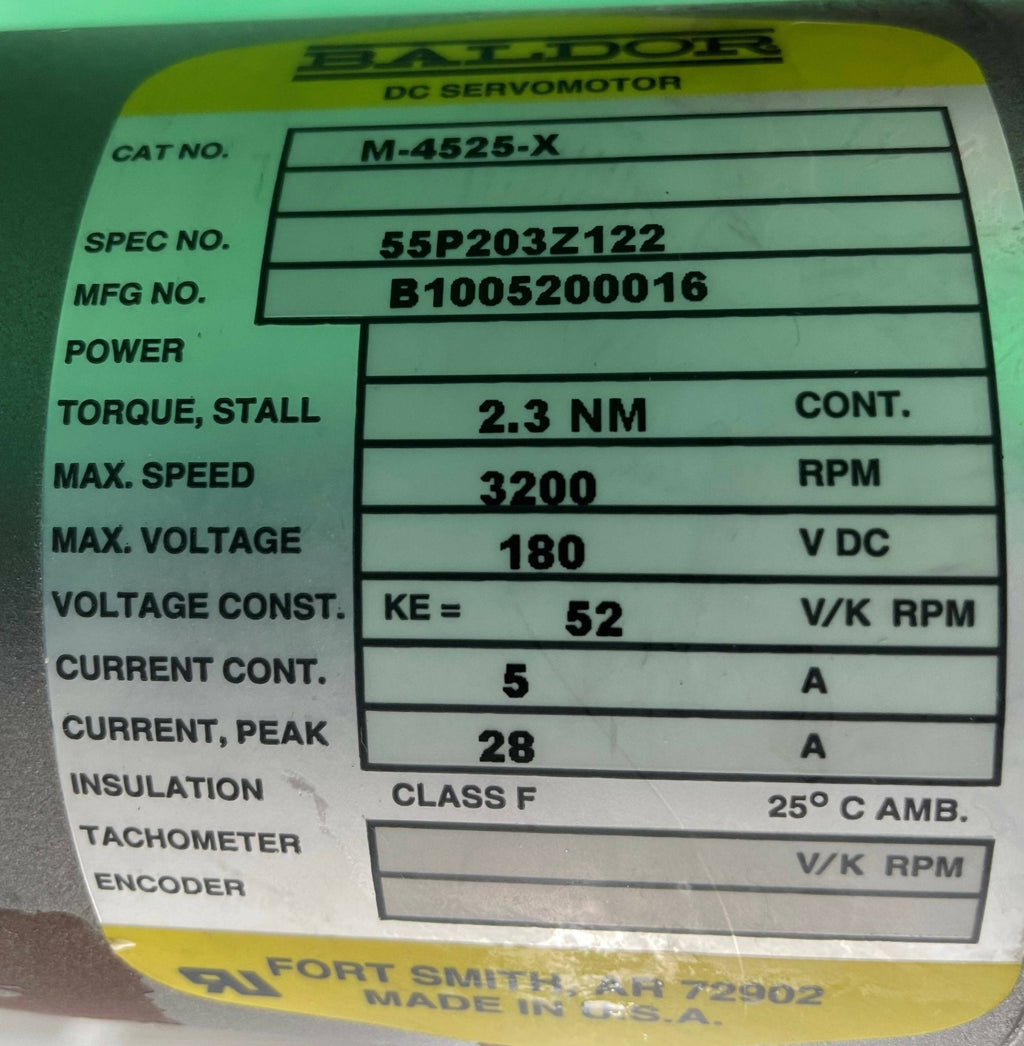 BALDOR
DC SERVOMOTOR
CAT NO. M-4525-X
SPEC NO. 55P203Z122
MFG NO. B1005200016
POWER
TORQUE, STALL 2.3 NM CONT.
MAX. SPEED 3200 RPM
MAX. VOLTAGE 180 V DC
VOLTAGE CONST. KE = 52 V/K RPM
CURRENT CONT. 5 A
CURRENT, PEAK 28 A
INSULATION CLASS F 25° C AMB.
TACHOMETER V/K RPM
ENCODER
FORT SMITH, AR 72902
MADE IN U.S.A.